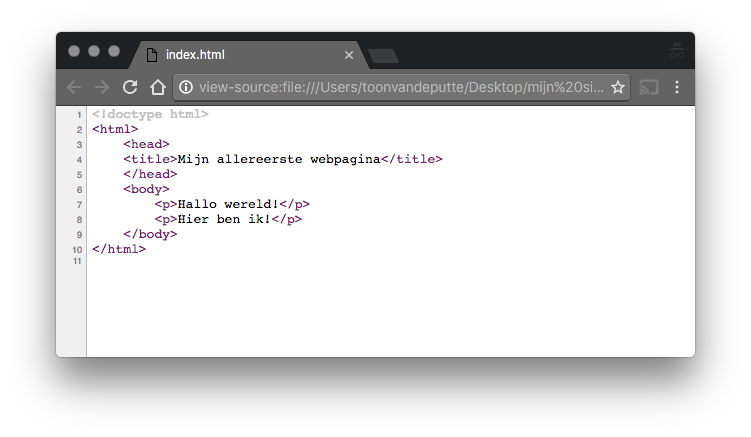 index.html
view-source:file:///Users/toonvandeputte/Desktop/mijn%20si...
1 <!doctype html>
2 <html>
3 <head>
4 <title>Mijn allereerste webpagina</title>
5 </head>
6 <body>
7 <p>Hallo wereld!</p>
8 <p>Hier ben ik!</p>
9 </body>
10 </html>
11